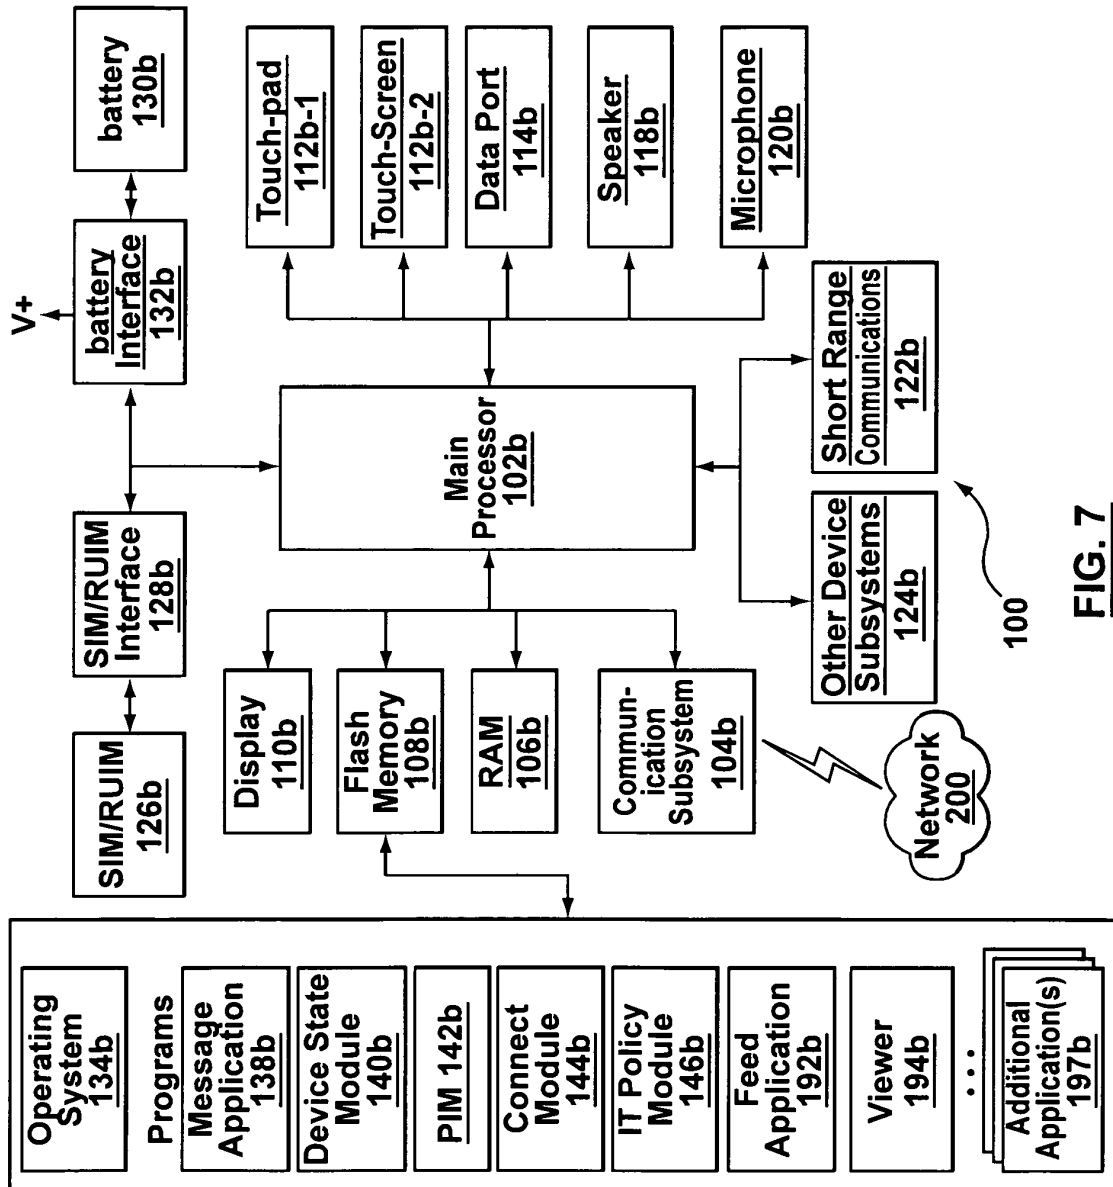 Operating
System
134b
Programs
Message
Application
138b
Device State
Module
140b
PIM 142b
Connect
Module
144b
IT Policy
Module
146b
Feed
Application
192b
Viewer
194b
...
Additional
Application(s)
197b
SIM/RUIM
126b
SIM/RUIM
Interface
128b
battery
Interface
132b
V+
battery
130b
Display
110b
Flash
Memory
108b
RAM
106b
Commun-
ication
Subsystem
104b
Network
200
Main
Processor
102b
Touch-pad
112b-1
Touch-Screen
112b-2
Data Port
114b
Speaker
118b
Microphone
120b
Other Device
Subsystems
124b
Short Range
Communications
122b
100
FIG. 7